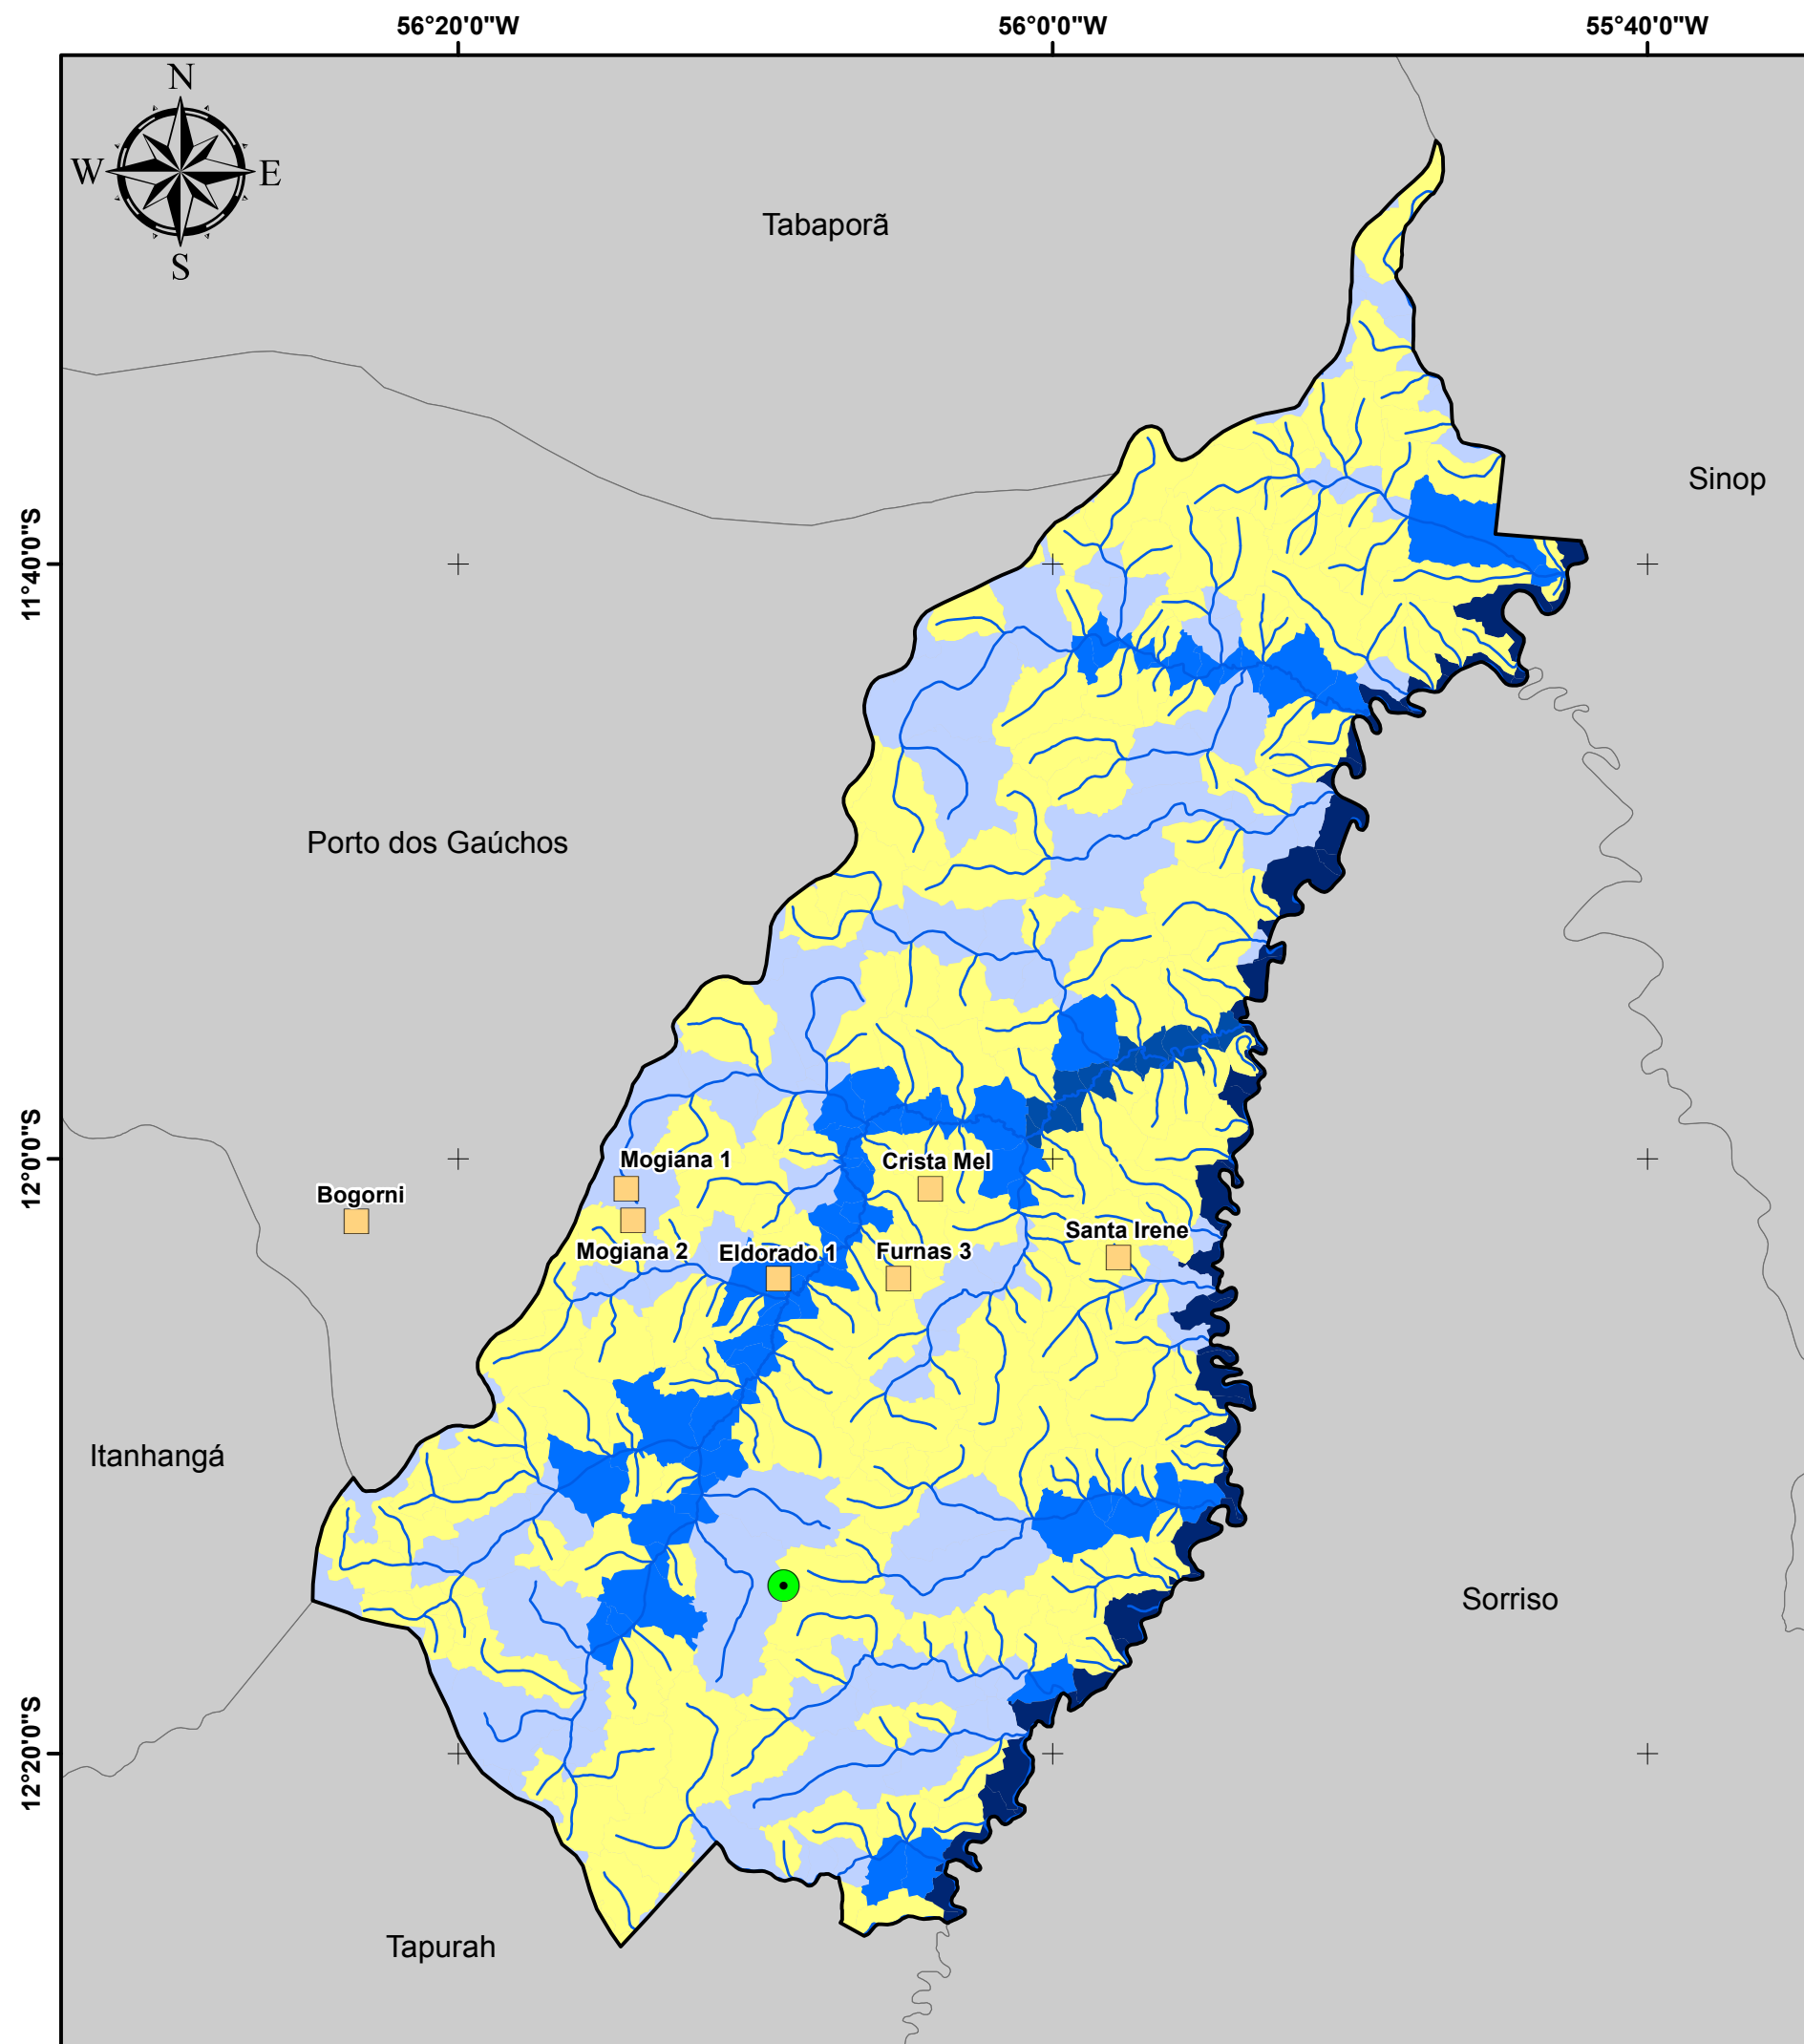 56°20'0"W
56°0'0"W
55°40'0"W
N
W
E
S
Tabaporã
Sinop
11°40'0"S
Porto dos Gaúchos
12°0'0"S
Mogiana 1
Crista Mel
Bogorni
Mogiana 2
Eldorado 1
Furnas 3
Santa Irene
Itanhangá
Sorriso
12°20'0"S
Tapurah